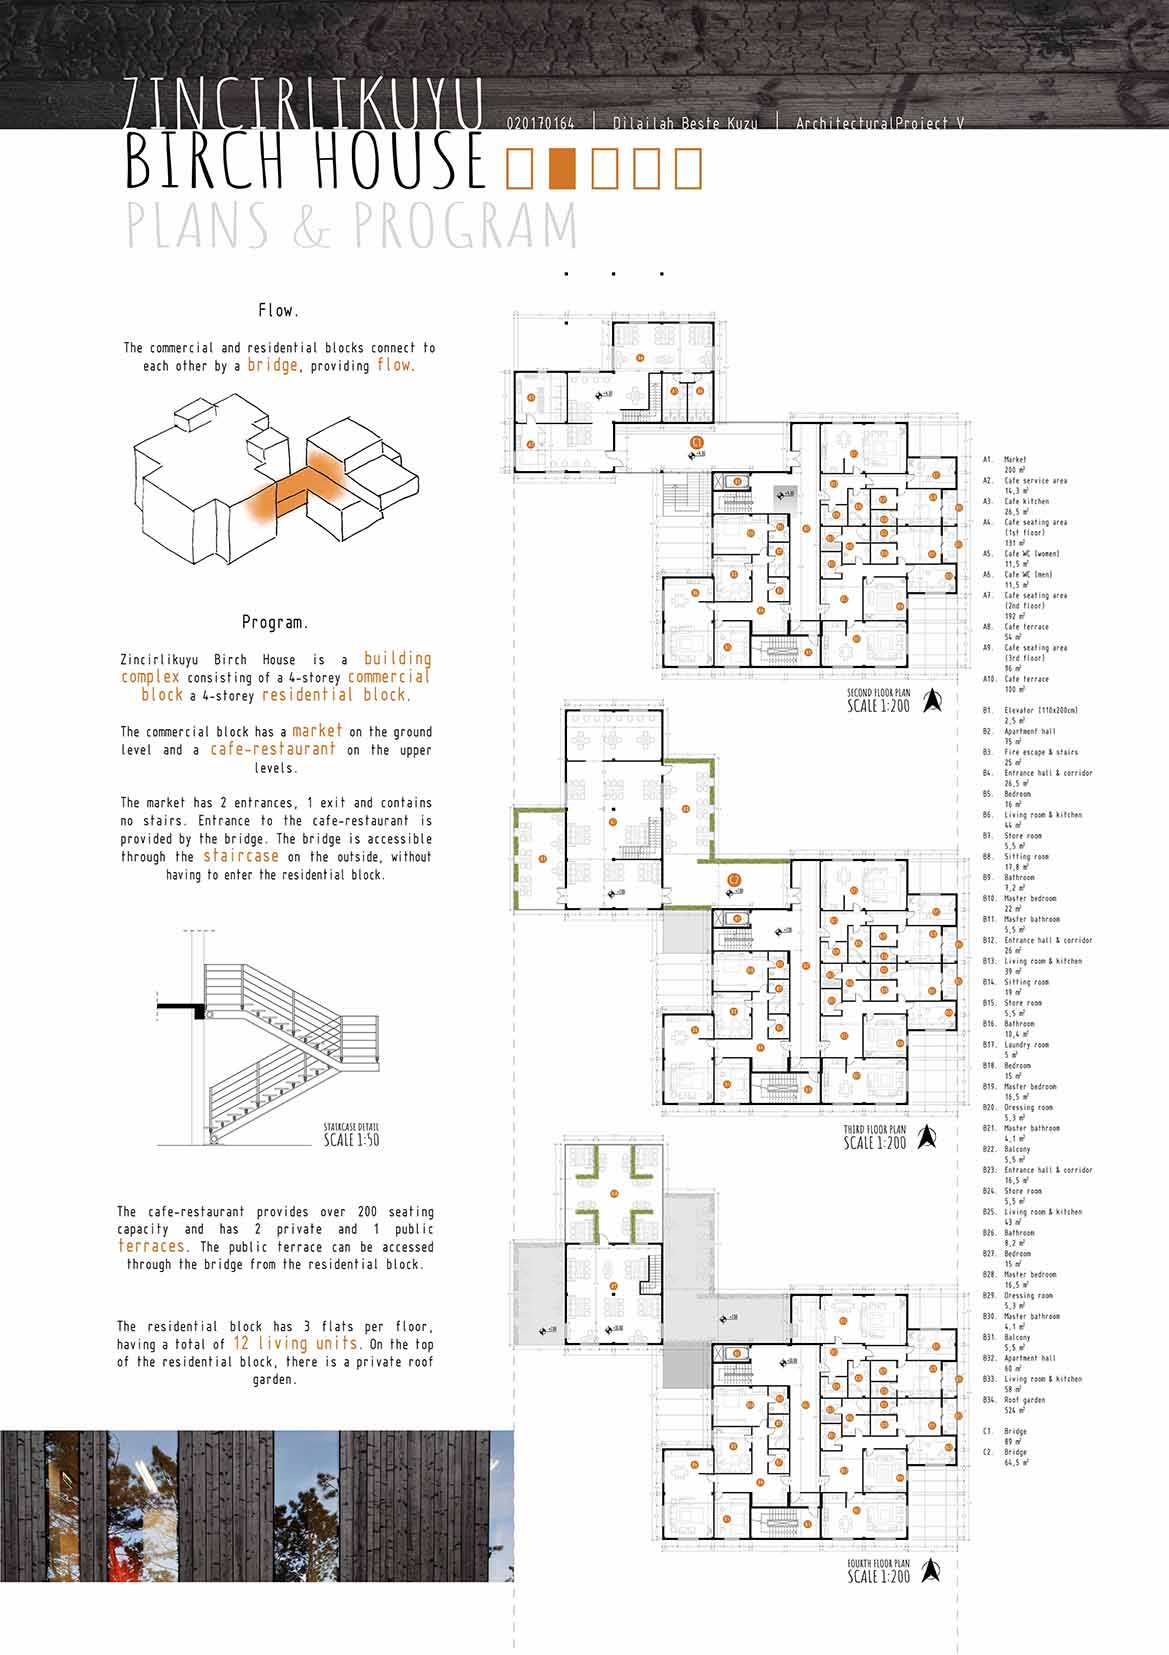 ZINCIRLIKUYU
BIRCH HOUSE
020170164 | Dilailah Beste Kuzu | ArchitecturalProject V
PLANS & PROGRAM
Flow.
The commercial and residential blocks connect to
each other by a bridge, providing flow.
Program.
Zincirlikuyu Birch House is a building
complex consisting of a 4-storey commercial
block a 4-storey residential block.
The commercial block has a market on the ground
level and a cafe-restaurant on the upper
levels.
The market has 2 entrances, 1 exit and contains
no stairs. Entrance to the cafe-restaurant is
provided by the bridge. The bridge is accessible
through the staircase on the outside, without
having to enter the residential block.
STAIRCASE DETAIL
SCALE 1:50
The cafe-restaurant provides over 200 seating
capacity and has 2 private and 1 public
terraces. The public terrace can be accessed
through the bridge from the residential block.
The residential block has 3 flats per floor,
having a total of 12 living units. On the top
of the residential block, there is a private roof
garden.
C1
SECOND FLOOR PLAN
SCALE 1:200
C2
THIRD FLOOR PLAN
SCALE 1:200
FOURTH FLOOR PLAN
SCALE 1:200
A1. Market
200 m²
A2. Cafe service area
14,3 m²
A3. Cafe kitchen
26,5 m²
A4. Cafe seating area
(1st floor)
131 m²
A5. Cafe WC (women)
11,5 m²
A6. Cafe WC (men)
11,5 m²
A7. Cafe seating area
(2nd floor)
192 m²
A8. Cafe terrace
54 m²
A9. Cafe seating area
(3rd floor)
96 m²
A10. Cafe terrace
100 m²
B1. Elevator (110x200cm)
2,5 m²
B2. Apartment hall
75 m²
B3. Fire escape & stairs
25 m²
B4. Entrance hall & corridor
26,5 m²
B5. Bedroom
16 m²
B6. Living room & kitchen
44 m²
B7. Store room
5,5 m²
B8. Sitting room
17,8 m²
B9. Bathroom
7,2 m²
B10. Master bedroom
22 m²
B11. Master bathroom
5,5 m²
B12. Entrance hall & corridor
26 m²
B13. Living room & kitchen
39 m²
B14. Sitting room
19 m²
B15. Store room
5,5 m²
B16. Bathroom
10,4 m²
B17. Laundry room
5 m²
B18. Bedroom
15 m²
B19. Master bedroom
16,5 m²
B20. Dressing room
5,3 m²
B21. Master bathroom
4,1 m²
B22. Balcony
5,5 m²
B23. Entrance hall & corridor
16,5 m²
B24. Store room
5,5 m²
B25. Living room & kitchen
43 m²
B26. Bathroom
8,2 m²
B27. Bedroom
15 m²
B28. Master bedroom
16,5 m²
B29. Dressing room
5,3 m²
B30. Master bathroom
4,1 m²
B31. Balcony
5,5 m²
B32. Apartment hall
60 m²
B33. Living room & kitchen
58 m²
B34. Roof garden
524 m²
C1. Bridge
89 m²
C2. Bridge
64,5 m²